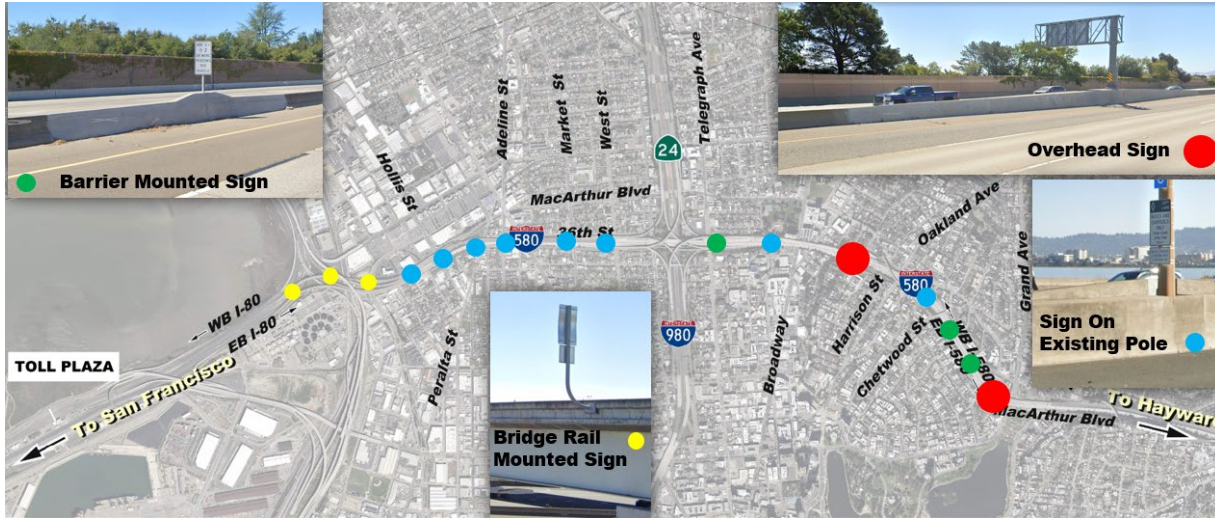 Barrier Mounted Sign
Overhead Sign
Sign On
Existing Pole
Bridge Rail
Mounted Sign
Hollis St
Adeline St
Market St
West St
24
Telegraph Ave
MacArthur Blvd
36th St
INTERSTATE
580
Oakland Ave
Grand Ave
INTERSTATE
580
Harrison St
Chetwood St
WB I-580
EB I-580
980
Broadway
Peralta St
WB I-80
EB I-80
TOLL PLAZA
To San Francisco
MacArthur Blvd
To Haywar